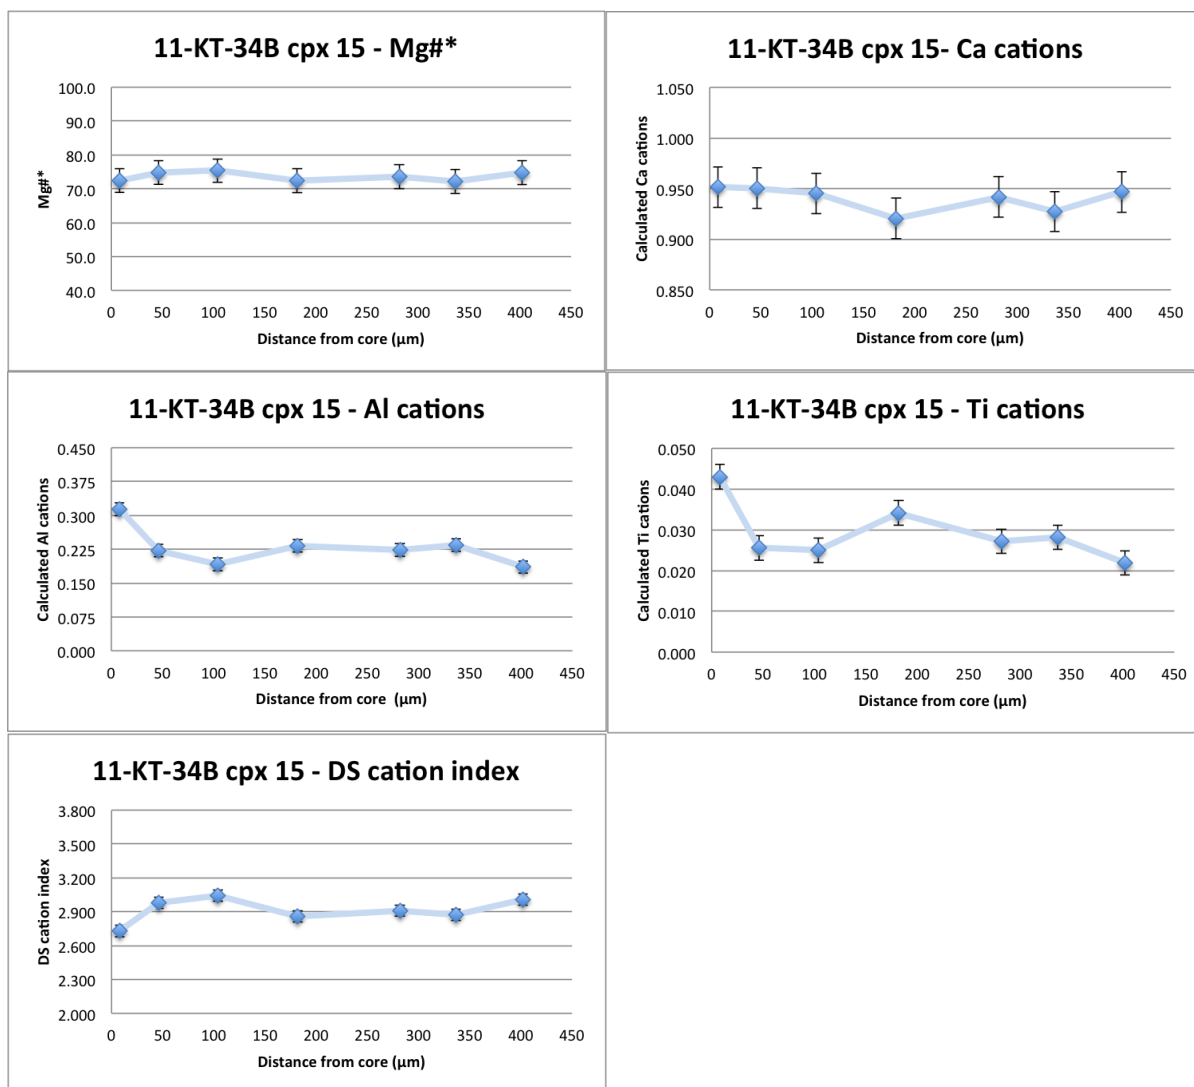 11-KT-34B cpx 15 - Mg#*
100.0
90.0
80.0
70.0
60.0
50.0
40.0
Mg#*
0 50 100 150 200 250 300 350 400 450
Distance from core (µm)
11-KT-34B cpx 15- Ca cations
1.050
1.000
0.950
0.900
0.850
Calculated Ca cations
0 50 100 150 200 250 300 350 400 450
Distance from core (µm)
11-KT-34B cpx 15 - Al cations
0.450
0.375
0.300
0.225
0.150
0.075
0.000
Calculated Al cations
0 50 100 150 200 250 300 350 400 450
Distance from core (µm)
11-KT-34B cpx 15 - Ti cations
0.050
0.040
0.030
0.020
0.010
0.000
Calculated Ti cations
0 50 100 150 200 250 300 350 400 450
Distance from core (µm)
11-KT-34B cpx 15 - DS cation index
3.800
3.500
3.200
2.900
2.600
2.300
2.000
DS cation index
0 50 100 150 200 250 300 350 400 450
Distance from core (µm)